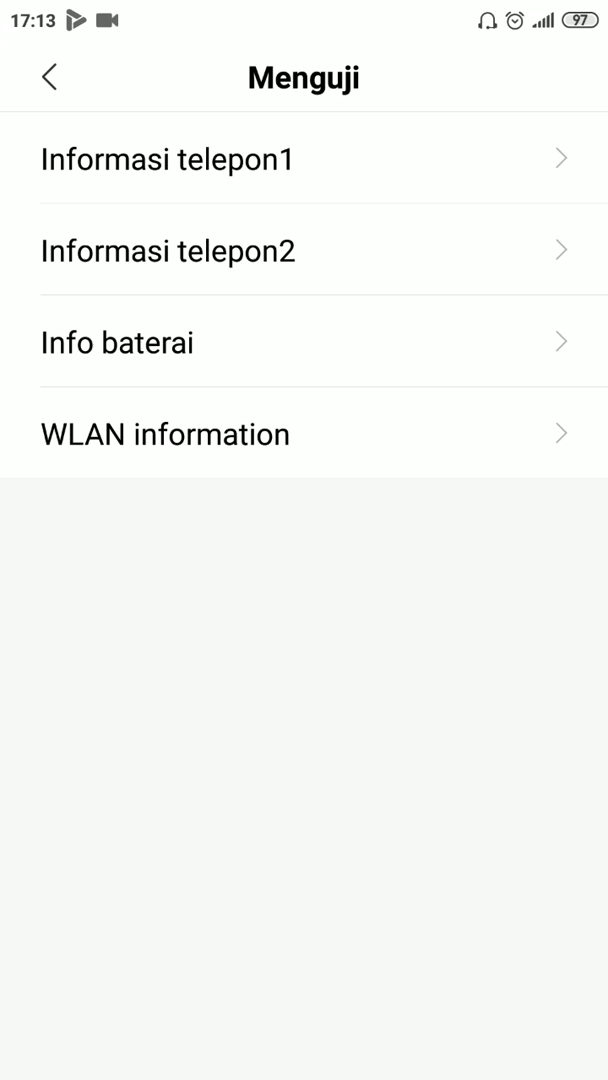 17:13 97
Menguji
Informasi telepon1
Informasi telepon2
Info baterai
WLAN information